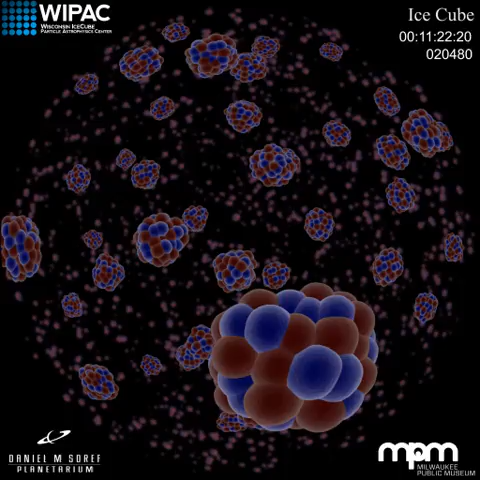 WIPAC
WISCONSIN ICECUBE
PARTICLE ASTROPHYSICS CENTER
Ice Cube
00:11:22:20
020480
DANIEL M SOREF
PLANETARIUM
mpm
MILWAUKEE
PUBLIC MUSEUM